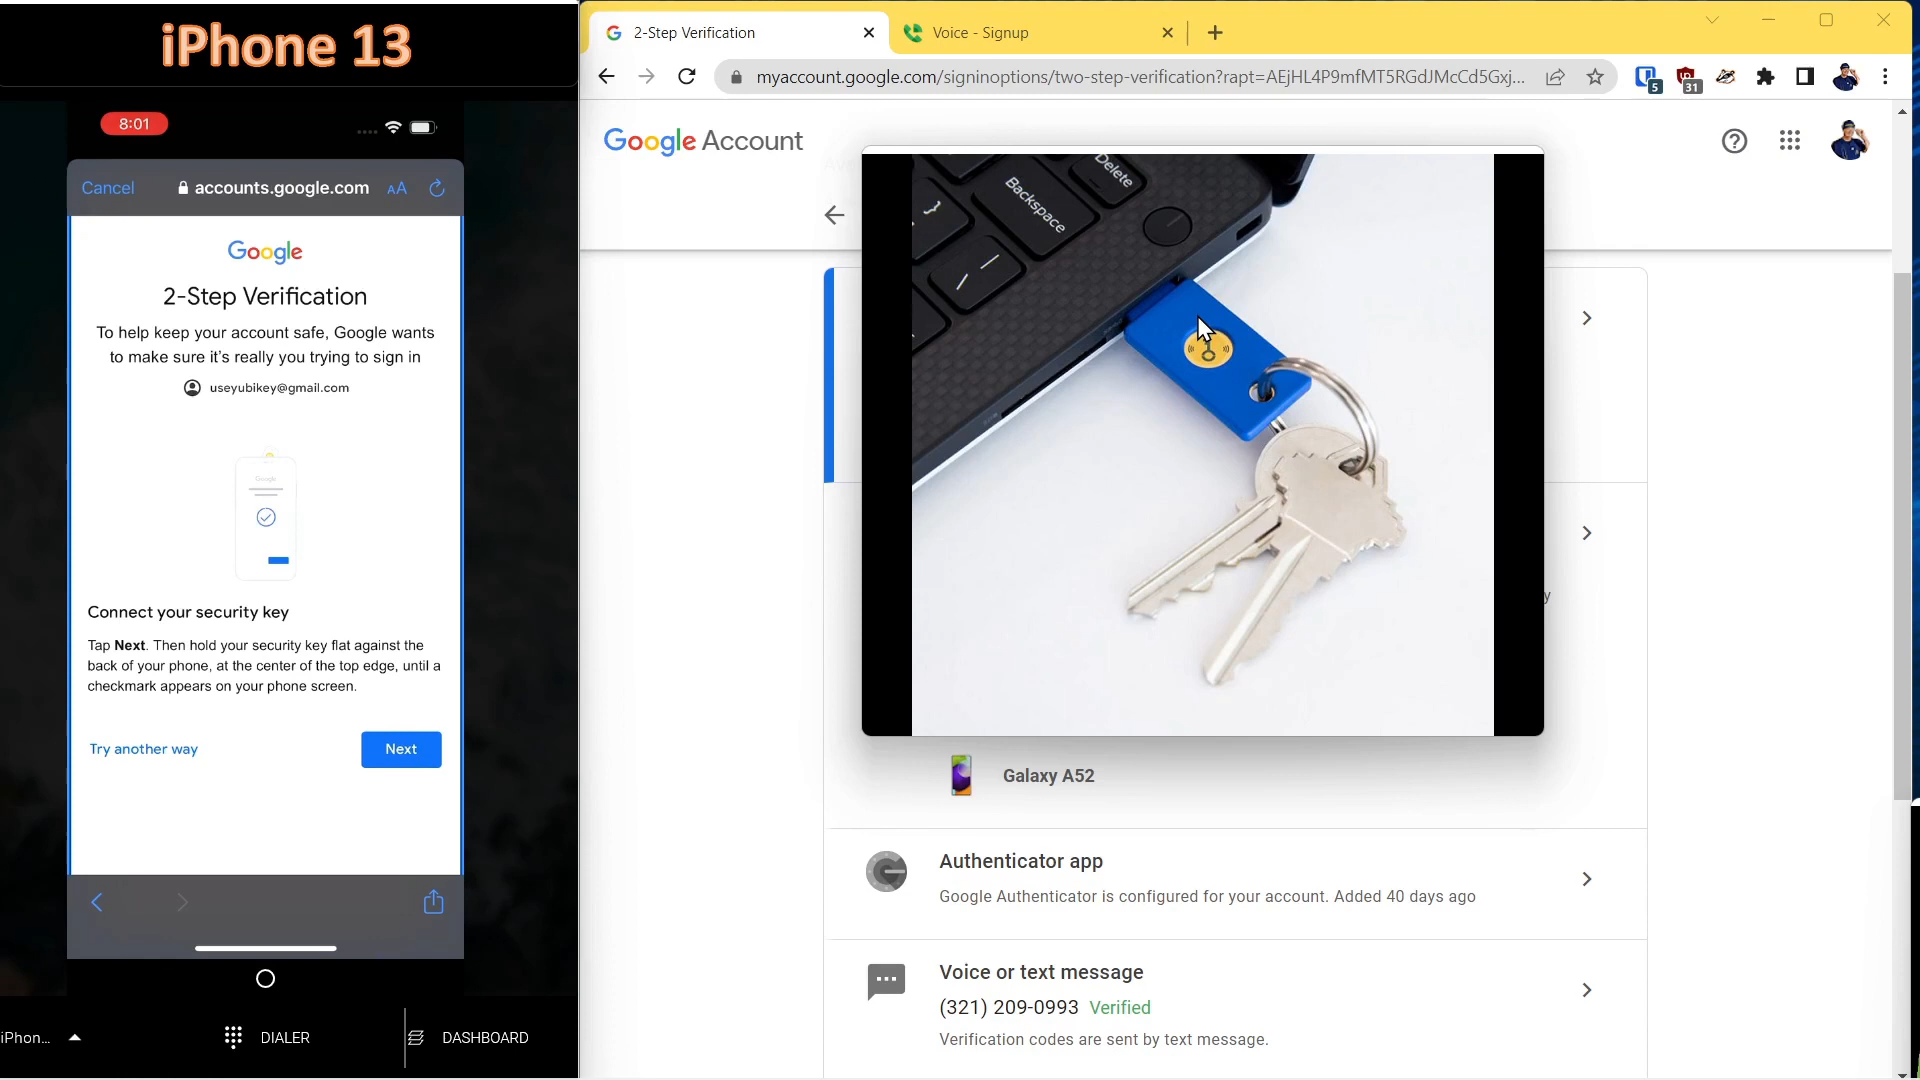 iPhone 13
8:01
Cancel
accounts.google.com
AA
Google
2-Step Verification
To help keep your account safe, Google wants
to make sure it's really you trying to sign in
useyubikey@gmail.com
Google
Connect your security key
Tap Next. Then hold your security key flat against the
back of your phone, at the center of the top edge, until a
checkmark appears on your phone screen.
Try another way
Next
iPhon...
DIALER
DASHBOARD
2-Step Verification
Voice - Signup
myaccount.google.com/signinoptions/two-step-verification?rapt=AEjHL4P9mfMT5RGdJMcCd5Gxj...
5
31
Google Account
Delete
Backspace
}
y
Galaxy A52
Authenticator app
Google Authenticator is configured for your account. Added 40 days ago
Voice or text message
(321) 209-0993 Verified
Verification codes are sent by text message.